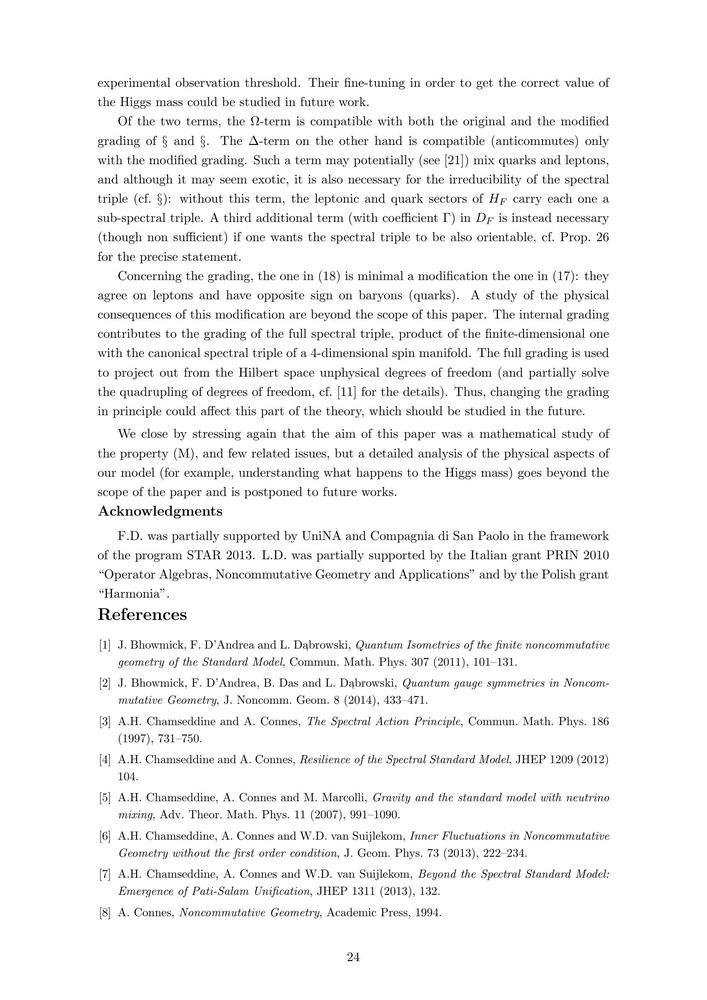 experimental observation threshold. Their fine-tuning in order to get the correct value of
the Higgs mass could be studied in future work.
Of the two terms, the Ω-term is compatible with both the original and the modified
grading of § and §. The Δ-term on the other hand is compatible (anticommutes) only
with the modified grading. Such a term may potentially (see [21]) mix quarks and leptons,
and although it may seem exotic, it is also necessary for the irreducibility of the spectral
triple (cf. §): without this term, the leptonic and quark sectors of H_F carry each one a
sub-spectral triple. A third additional term (with coefficient Γ) in D_F is instead necessary
(though non sufficient) if one wants the spectral triple to be also orientable, cf. Prop. 26
for the precise statement.
Concerning the grading, the one in (18) is minimal a modification the one in (17): they
agree on leptons and have opposite sign on baryons (quarks). A study of the physical
consequences of this modification are beyond the scope of this paper. The internal grading
contributes to the grading of the full spectral triple, product of the finite-dimensional one
with the canonical spectral triple of a 4-dimensional spin manifold. The full grading is used
to project out from the Hilbert space unphysical degrees of freedom (and partially solve
the quadrupling of degrees of freedom, cf. [11] for the details). Thus, changing the grading
in principle could affect this part of the theory, which should be studied in the future.
We close by stressing again that the aim of this paper was a mathematical study of
the property (M), and few related issues, but a detailed analysis of the physical aspects of
our model (for example, understanding what happens to the Higgs mass) goes beyond the
scope of the paper and is postponed to future works.
Acknowledgments
F.D. was partially supported by UniNA and Compagnia di San Paolo in the framework
of the program STAR 2013. L.D. was partially supported by the Italian grant PRIN 2010
“Operator Algebras, Noncommutative Geometry and Applications” and by the Polish grant
“Harmonia”.
References
[1] J. Bhowmick, F. D’Andrea and L. Dąbrowski, Quantum Isometries of the finite noncommutative
geometry of the Standard Model, Commun. Math. Phys. 307 (2011), 101–131.
[2] J. Bhowmick, F. D’Andrea, B. Das and L. Dąbrowski, Quantum gauge symmetries in Noncom-
mutative Geometry, J. Noncomm. Geom. 8 (2014), 433–471.
[3] A.H. Chamseddine and A. Connes, The Spectral Action Principle, Commun. Math. Phys. 186
(1997), 731–750.
[4] A.H. Chamseddine and A. Connes, Resilience of the Spectral Standard Model, JHEP 1209 (2012)
104.
[5] A.H. Chamseddine, A. Connes and M. Marcolli, Gravity and the standard model with neutrino
mixing, Adv. Theor. Math. Phys. 11 (2007), 991–1090.
[6] A.H. Chamseddine, A. Connes and W.D. van Suijlekom, Inner Fluctuations in Noncommutative
Geometry without the first order condition, J. Geom. Phys. 73 (2013), 222–234.
[7] A.H. Chamseddine, A. Connes and W.D. van Suijlekom, Beyond the Spectral Standard Model:
Emergence of Pati-Salam Unification, JHEP 1311 (2013), 132.
[8] A. Connes, Noncommutative Geometry, Academic Press, 1994.
24